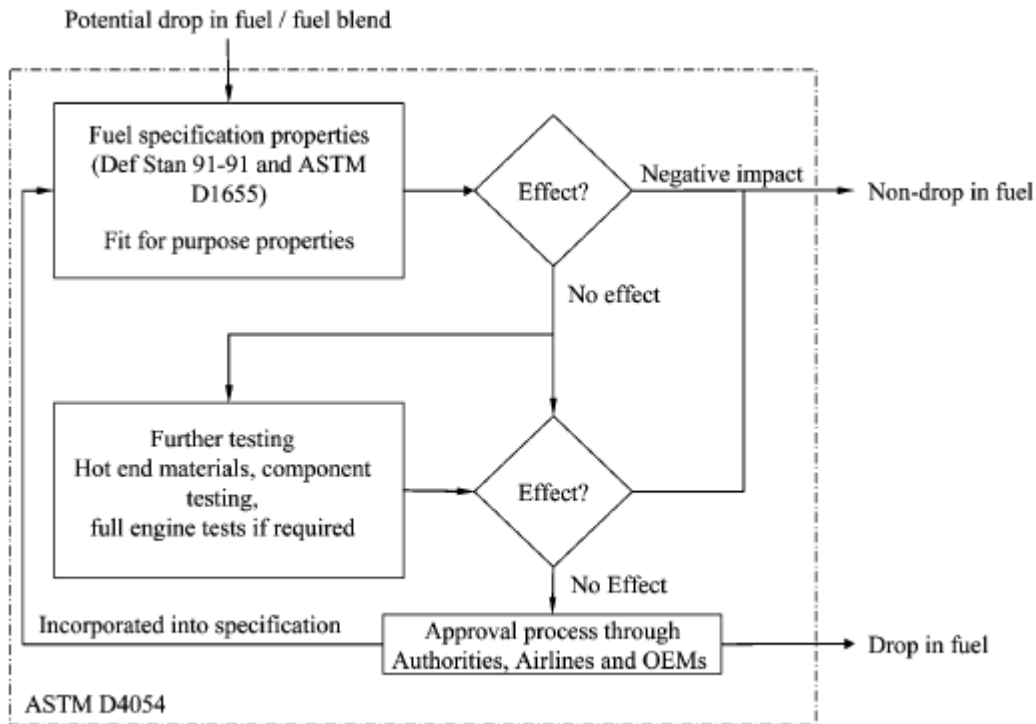 Potential drop in fuel / fuel blend
Fuel specification properties
(Def Stan 91-91 and ASTM
D1655)
Fit for purpose properties
Effect?
Negative impact
Non-drop in fuel
No effect
Further testing
Hot end materials, component
testing,
full engine tests if required
Effect?
No Effect
Incorporated into specification
Approval process through
Authorities, Airlines and OEMs
Drop in fuel
ASTM D4054